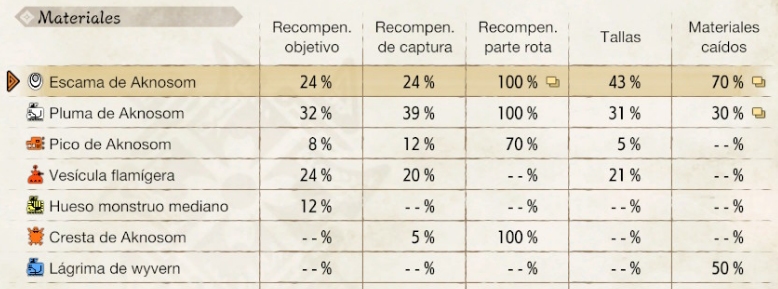 Materiales
Recompen. objetivo Recompen. de captura Recompen. parte rota Tallas Materiales caídos
Escama de Aknosom 24 % 24 % 100 % 43 % 70 %
Pluma de Aknosom 32 % 39 % 100 % 31 % 30 %
Pico de Aknosom 8 % 12 % 70 % 5 % --%
Vesícula flamígera 24 % 20 % --% 21 % --%
Hueso monstruo mediano 12 % --% --% --% --%
Cresta de Aknosom --% 5 % 100 % --% --%
Lágrima de wyvern --% --% --% --% 50 %